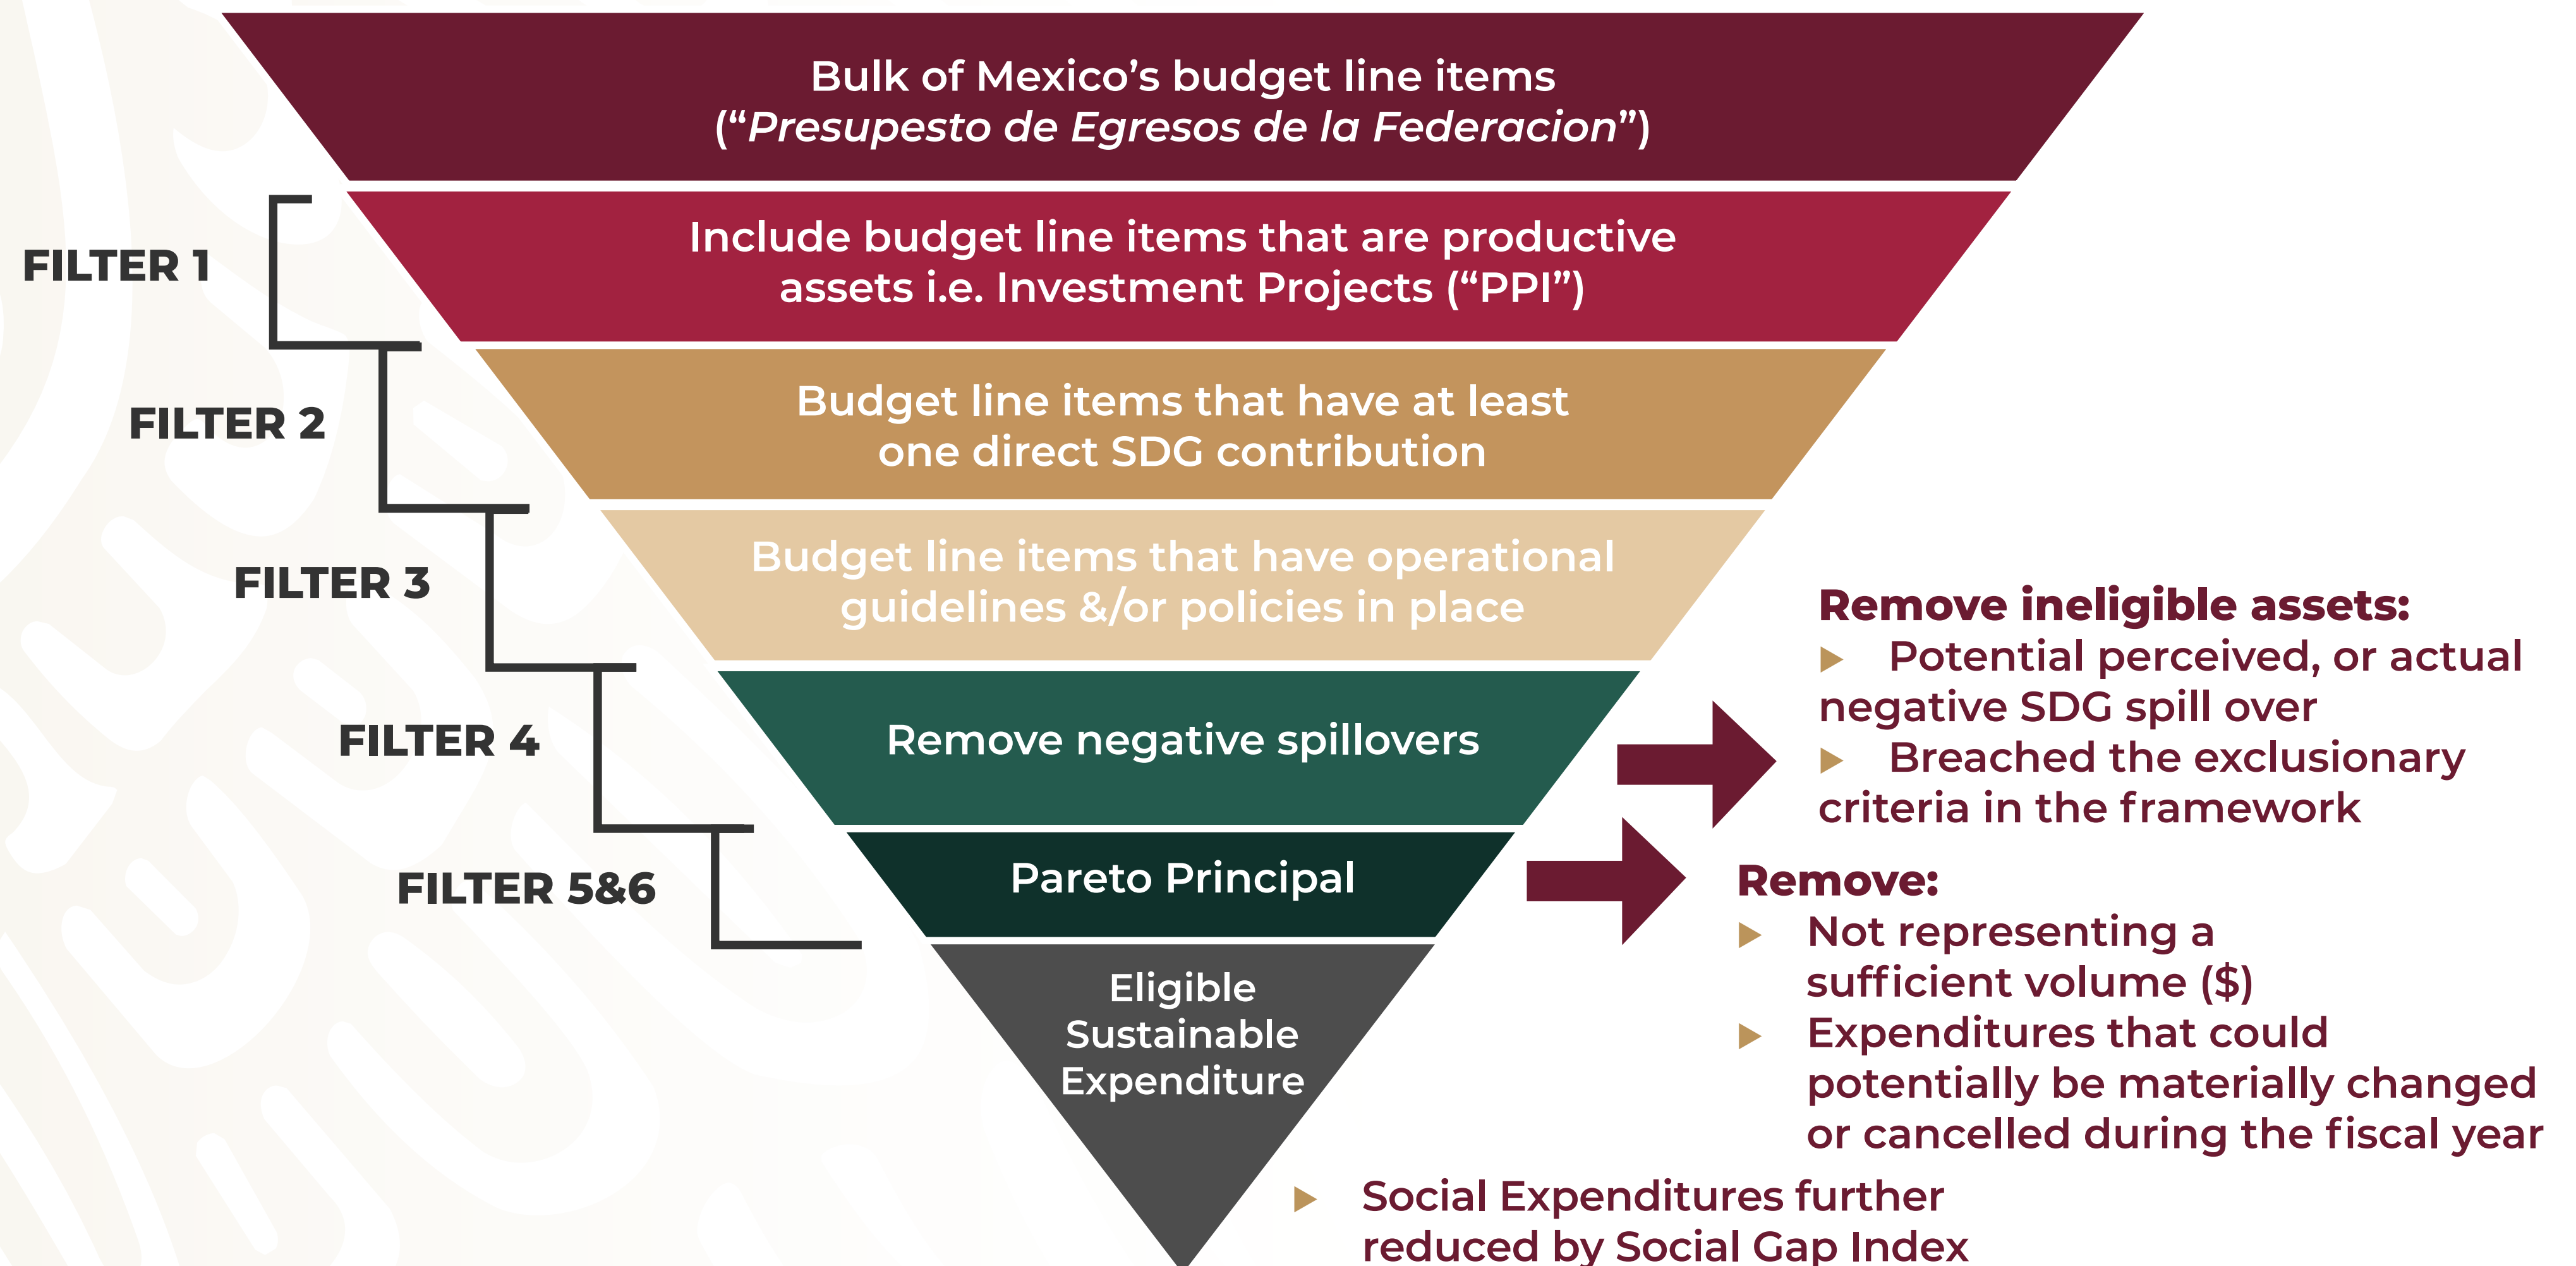 Bulk of Mexico’s budget line items
(“Presupesto de Egresos de la Federacion”)
FILTER 1
Include budget line items that are productive
assets i.e. Investment Projects (“PPI”)
FILTER 2
Budget line items that have at least
one direct SDG contribution
FILTER 3
Budget line items that have operational
guidelines &/or policies in place
FILTER 4
Remove negative spillovers
Remove ineligible assets:
Potential perceived, or actual
negative SDG spill over
Breached the exclusionary
criteria in the framework
FILTER 5&6
Pareto Principal
Remove:
Not representing a
sufficient volume ($)
Expenditures that could
potentially be materially changed
or cancelled during the fiscal year
Eligible
Sustainable
Expenditure
Social Expenditures further
reduced by Social Gap Index